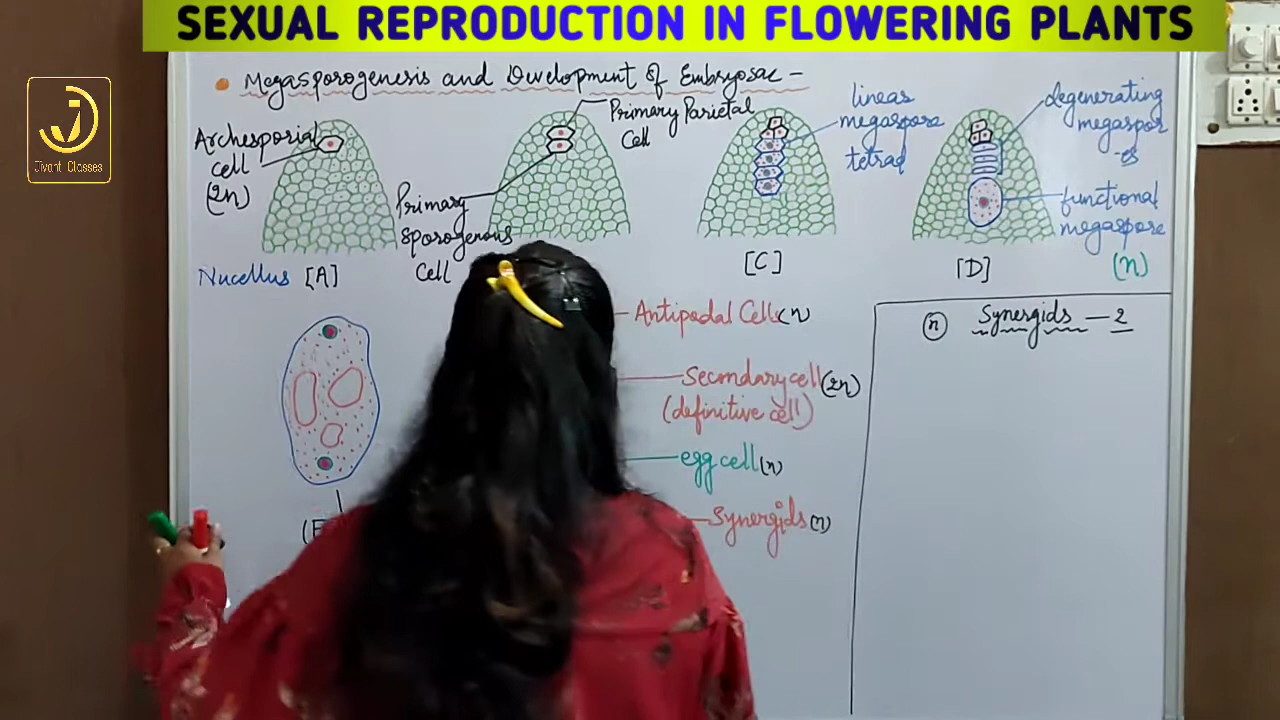 SEXUAL REPRODUCTION IN FLOWERING PLANTS
Jivant Classes
Megasporogenesis and Development of Embryosac -
Archesporial
cell
(2n)
Primary Parietal
Cell
Primary
Sporogenous
Cell
lineas
megaspore
tetrad
degenerating
megaspor
-es
functional
megaspore
(n)
Nucellus [A]
[C]
[D]
Antipodal Cells (n)
Secondary cell (2n)
(definitive cell)
egg cell (n)
Synergids (n)
(E
(n) Synergids - 2